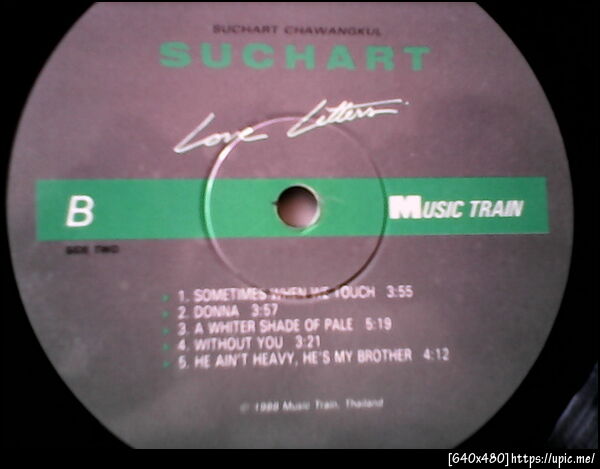 SUCHART CHAWANGKUL
SUCHART
Love Letters
B
MUSIC TRAIN
SIDE TWO
1. SOMETIMES WHEN WE TOUCH 3:55
2. DONNA 3:57
3. A WHITER SHADE OF PALE 5:19
4. WITHOUT YOU 3:21
5. HE AIN'T HEAVY, HE'S MY BROTHER 4:12
© 1988 Music Train, Thailand
[640x480]https://upic.me/